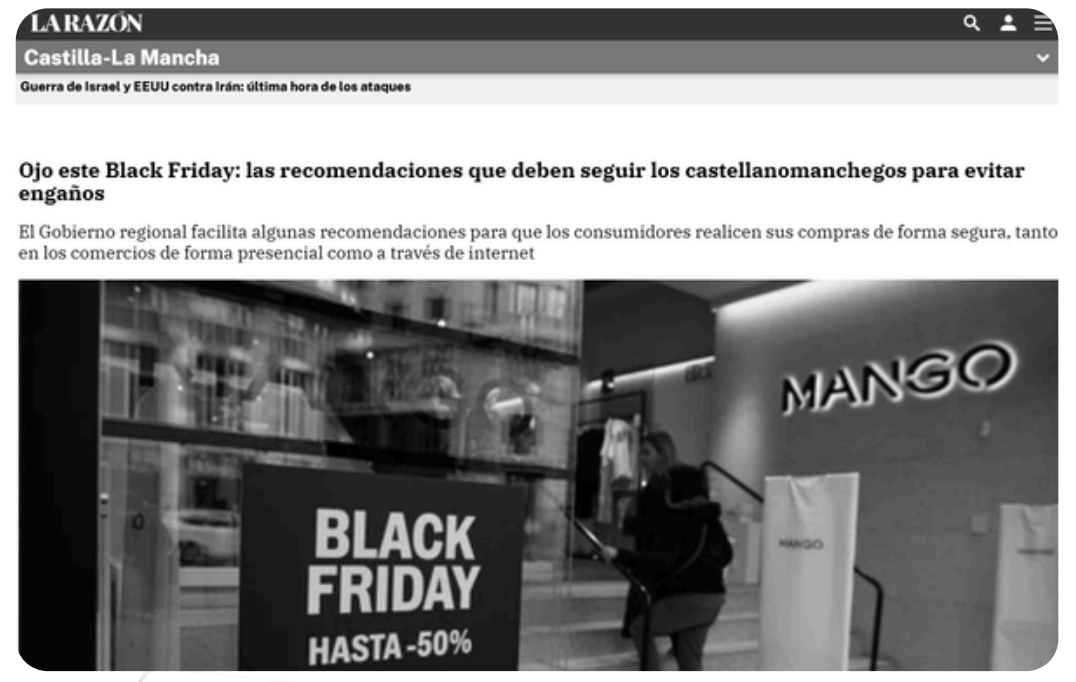 LA RAZÓN
Castilla-La Mancha
Guerra de Israel y EEUU contra Irán: última hora de los ataques
Ojo este Black Friday: las recomendaciones que deben seguir los castellanomanchegos para evitar
engaños
El Gobierno regional facilita algunas recomendaciones para que los consumidores realicen sus compras de forma segura, tanto
en los comercios de forma presencial como a través de internet
MANGO
BLACK
FRIDAY
HASTA -50%
MANGO